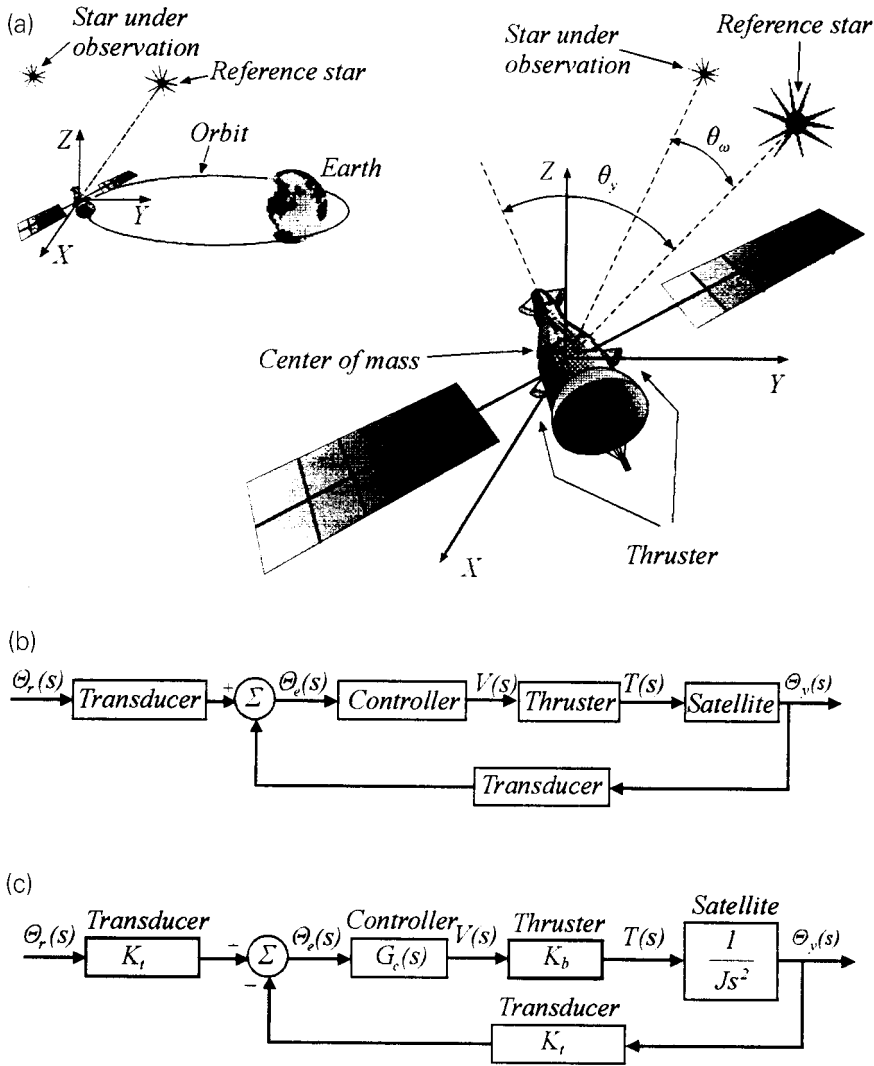 (a)
Star under
observation
Reference star
Orbit
Earth
Z
Y
X
Star under
observation
Reference star
θω
θy
Z
Center of mass
Y
X
Thruster
(b)
Θr(s)
Transducer
+
Σ
Θe(s)
Controller
V(s)
Thruster
T(s)
Satellite
Θy(s)
Transducer
(c)
Θr(s)
Transducer
Kt
−
Σ
−
Θe(s)
Controller
Gc(s)
V(s)
Thruster
Kb
T(s)
Satellite
1
Js²
Θy(s)
Transducer
Kt